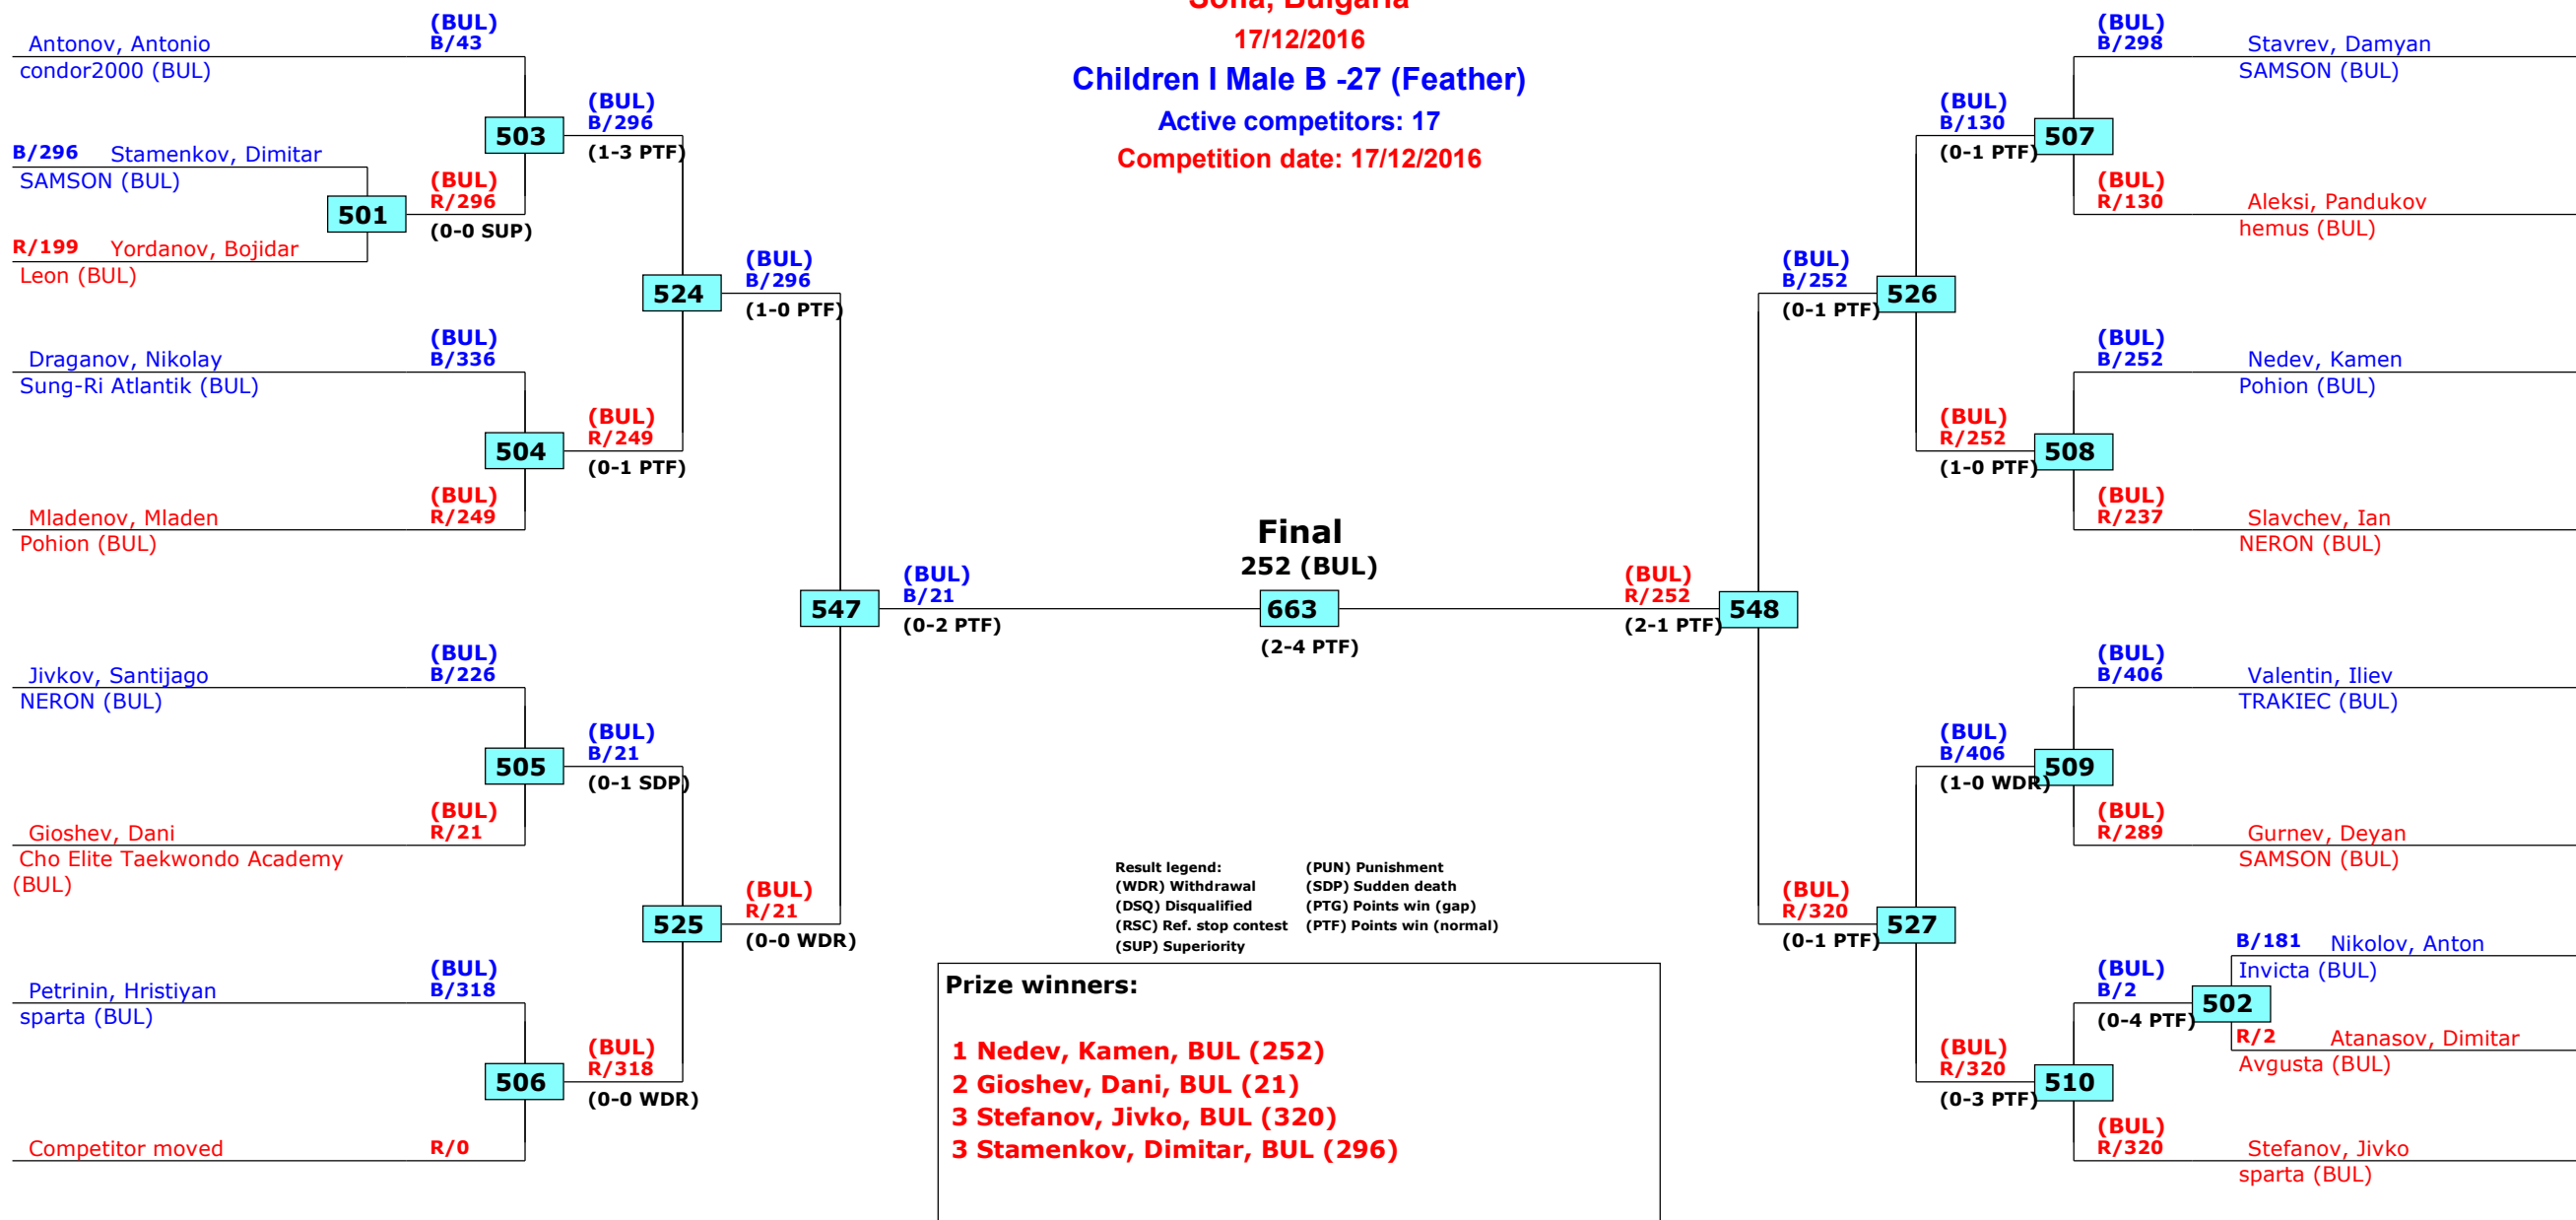 Sofia, Bulgaria
17/12/2016
Children I Male B -27 (Feather)
Active competitors: 17
Competition date: 17/12/2016
(BUL)
Antonov, Antonio B/43
condor2000 (BUL)
(BUL)
B/296
503
(1-3 PTF)
B/296 Stamenkov, Dimitar
SAMSON (BUL)
(BUL)
R/296
501
(0-0 SUP)
R/199 Yordanov, Bojidar
Leon (BUL)
(BUL)
B/296
524
(1-0 PTF)
(BUL)
Draganov, Nikolay B/336
Sung-Ri Atlantik (BUL)
(BUL)
R/249
504
(0-1 PTF)
(BUL)
Mladenov, Mladen R/249
Pohion (BUL)
547
(BUL)
B/21
(0-2 PTF)
(BUL)
Jivkov, Santijago B/226
NERON (BUL)
(BUL)
B/21
505
(0-1 SDP)
(BUL)
Gioshev, Dani R/21
Cho Elite Taekwondo Academy
(BUL)
(BUL)
R/21
525
(0-0 WDR)
(BUL)
Petrinin, Hristiyan B/318
sparta (BUL)
(BUL)
R/318
506
(0-0 WDR)
Competitor moved R/0
Final
252 (BUL)
663
(2-4 PTF)
(BUL)
R/252
548
(2-1 PTF)
(BUL)
B/298 Stavrev, Damyan
SAMSON (BUL)
(BUL)
B/130
507
(0-1 PTF)
(BUL)
R/130 Aleksi, Pandukov
hemus (BUL)
(BUL)
B/252
526
(0-1 PTF)
(BUL)
B/252 Nedev, Kamen
Pohion (BUL)
(BUL)
R/252
508
(1-0 PTF)
(BUL)
R/237 Slavchev, Ian
NERON (BUL)
(BUL)
B/406 Valentin, Iliev
TRAKIEC (BUL)
(BUL)
B/406
509
(1-0 WDR)
(BUL)
R/289 Gurnev, Deyan
SAMSON (BUL)
(BUL)
R/320
527
(0-1 PTF)
B/181 Nikolov, Anton
Invicta (BUL)
(BUL)
B/2
502
(0-4 PTF)
R/2 Atanasov, Dimitar
Avgusta (BUL)
(BUL)
R/320
510
(0-3 PTF)
(BUL)
R/320 Stefanov, Jivko
sparta (BUL)
Result legend: (PUN) Punishment
(WDR) Withdrawal (SDP) Sudden death
(DSQ) Disqualified (PTG) Points win (gap)
(RSC) Ref. stop contest (PTF) Points win (normal)
(SUP) Superiority
Prize winners:
1 Nedev, Kamen, BUL (252)
2 Gioshev, Dani, BUL (21)
3 Stefanov, Jivko, BUL (320)
3 Stamenkov, Dimitar, BUL (296)